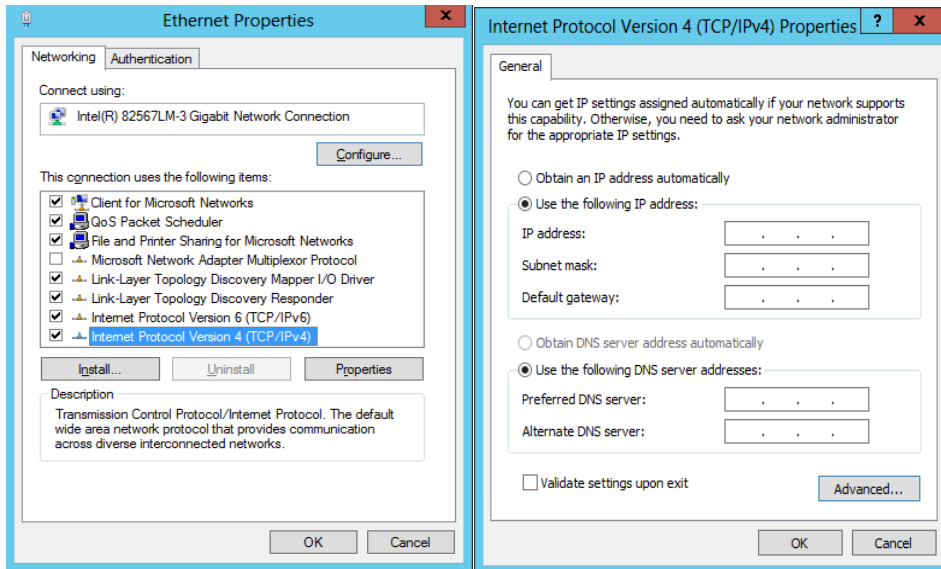 Ethernet Properties
x
Networking
Authentication
Connect using:
Intel(R) 82567LM-3 Gigabit Network Connection
Configure...
This connection uses the following items:
Client for Microsoft Networks
QoS Packet Scheduler
File and Printer Sharing for Microsoft Networks
Microsoft Network Adapter Multiplexor Protocol
Link-Layer Topology Discovery Mapper I/O Driver
Link-Layer Topology Discovery Responder
Internet Protocol Version 6 (TCP/IPv6)
Internet Protocol Version 4 (TCP/IPv4)
Install...
Uninstall
Properties
Description
Transmission Control Protocol/Internet Protocol. The default
wide area network protocol that provides communication
across diverse interconnected networks.
OK
Cancel
Internet Protocol Version 4 (TCP/IPv4) Properties
?
x
General
You can get IP settings assigned automatically if your network supports
this capability. Otherwise, you need to ask your network administrator
for the appropriate IP settings.
Obtain an IP address automatically
Use the following IP address:
IP address:
. . .
Subnet mask:
. . .
Default gateway:
. . .
Obtain DNS server address automatically
Use the following DNS server addresses:
Preferred DNS server:
. . .
Alternate DNS server:
. . .
Validate settings upon exit
Advanced...
OK
Cancel